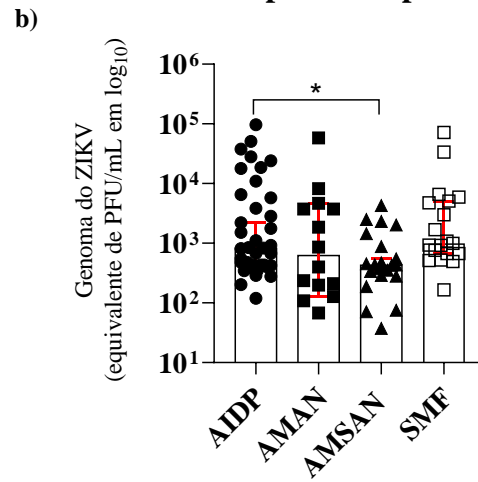 b)
Genoma do ZIKV
(equivalente de PFU/mL em log₁₀)
10⁶
10⁵
10⁴
10³
10²
10¹
*
AIDP
AMAN
AMSAN
SMF